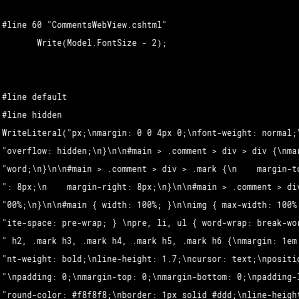 #line 60 "CommentsWebView.cshtml"
Write(Model.FontSize - 2);
#line default
#line hidden
WriteLiteral("px;\nmargin: 0 0 4px 0;\nfont-weight: normal;\
"overflow: hidden;\n}\n\n#main > .comment > div > div {\nmar
"word;\n}\n\n#main > .comment > div > .mark {\n    margin-to
": 8px;\n    margin-right: 8px;\n}\n\n#main > .comment > di
"00%;\n}\n\n#main { width: 100%; }\n\nimg { max-width: 100%
"ite-space: pre-wrap; } \npre, li, ul { word-wrap: break-wo
" h2, .mark h3, .mark h4, .mark h5, .mark h6 {\nmargin: 1em
"nt-weight: bold;\nline-height: 1.7;\ncursor: text;\nposition
"\npadding: 0;\nmargin-top: 0;\nmargin-bottom: 0;\npadding-l
"round-color: #f8f8f8;\nborder: 1px solid #ddd;\nline-height